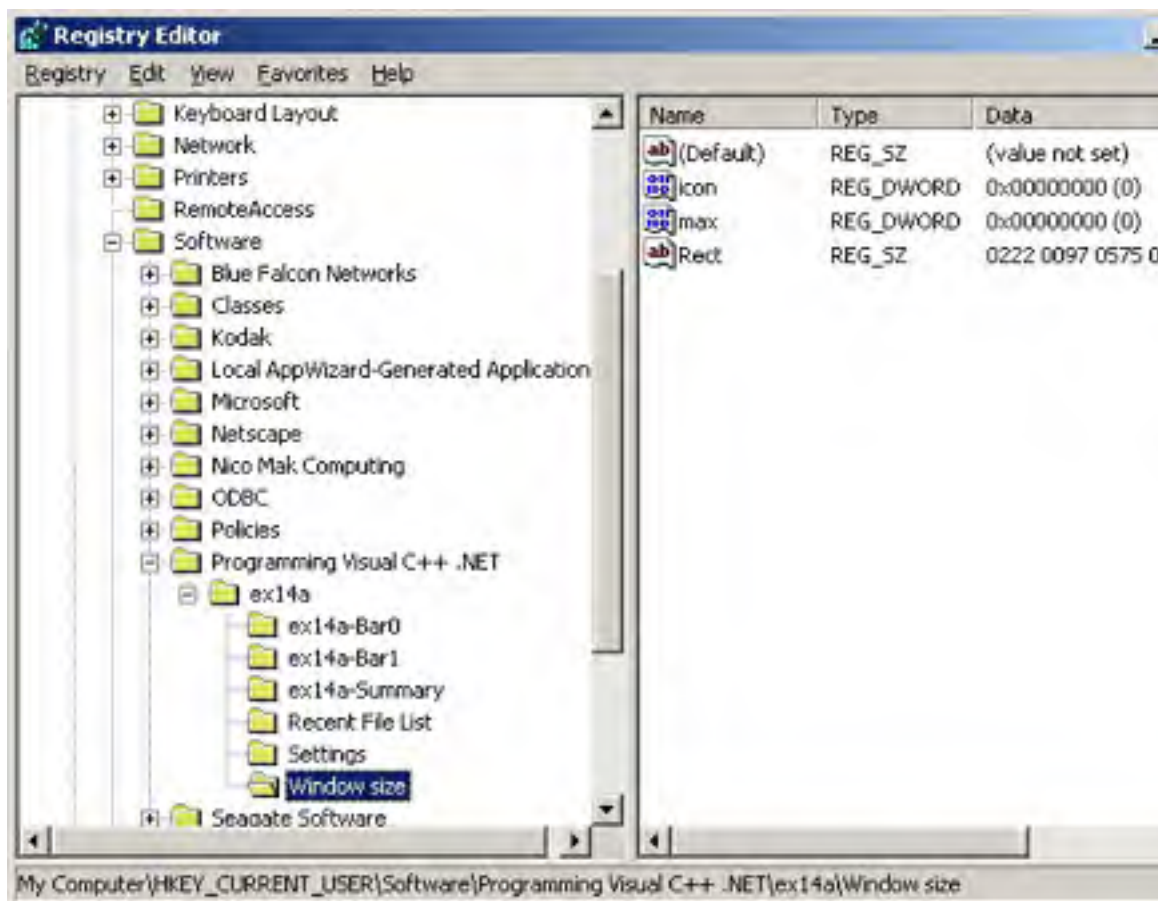 Registry Editor
Registry Edit View Favorites Help
Keyboard Layout
Network
Printers
RemoteAccess
Software
Blue Falcon Networks
Classes
Kodak
Local AppWizard-Generated Application
Microsoft
Netscape
Nico Mak Computing
ODBC
Policies
Programming Visual C++ .NET
ex14a
ex14a-Bar0
ex14a-Bar1
ex14a-Summary
Recent File List
Settings
Window size
Seagate Software
Name Type Data
(Default) REG_SZ (value not set)
icon REG_DWORD 0x00000000 (0)
max REG_DWORD 0x00000000 (0)
Rect REG_SZ 0222 0097 0575 0
My Computer\HKEY_CURRENT_USER\Software\Programming Visual C++ .NET\ex14a\Window size